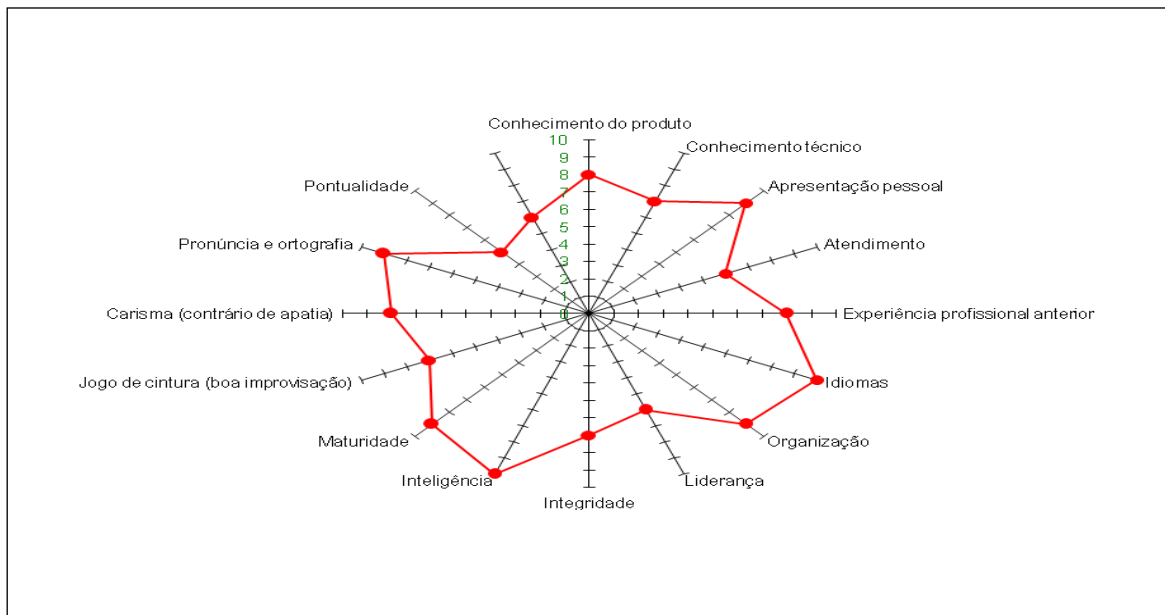 Conhecimento do produto
10
9
8
7
6
5
4
3
2
1
0
Conhecimento técnico
Apresentação pessoal
Atendimento
Experiência profissional anterior
Idiomas
Organização
Liderança
Integridade
Inteligência
Maturidade
Jogo de cintura (boa improvisação)
Carisma (contrário de apatia)
Pronúncia e ortografia
Pontualidade